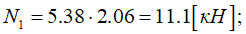 N₁ = 5.38 · 2.06 = 11.1[кН];